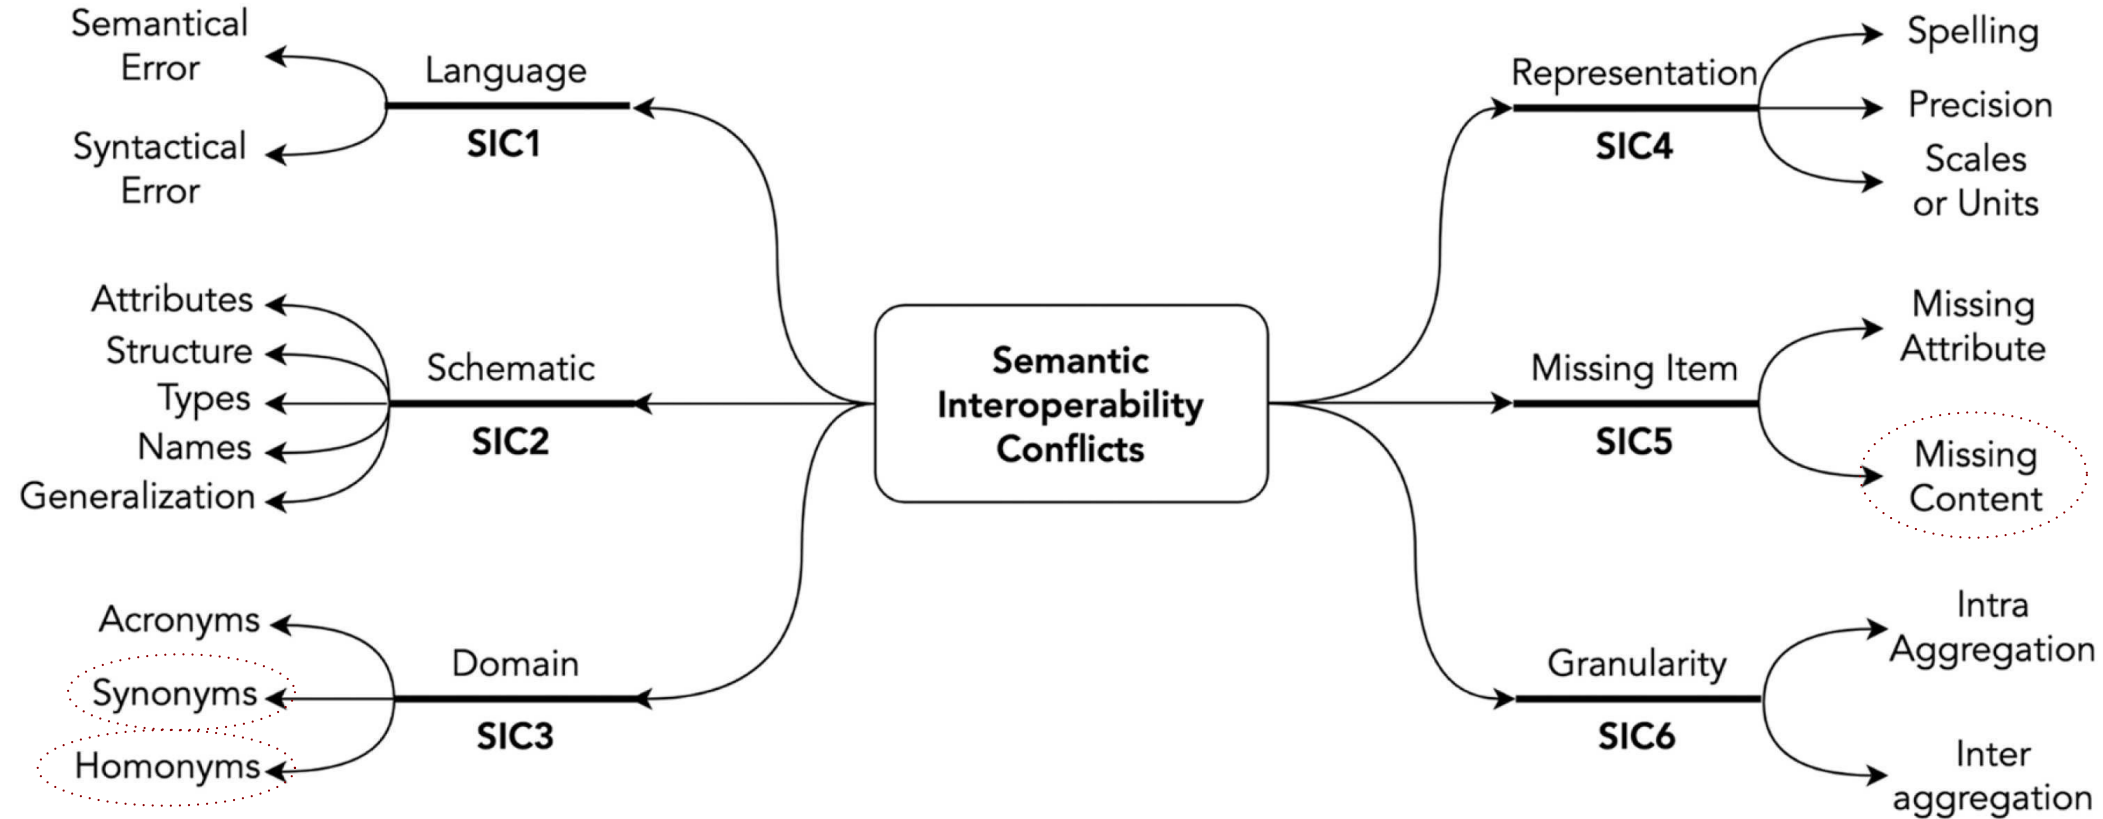 Semantical
Error
Language
SIC1
Syntactical
Error
Attributes
Structure
Types
Names
Generalization
Schematic
SIC2
Acronyms
Synonyms
Homonyms
Domain
SIC3
Semantic
Interoperability
Conflicts
Representation
SIC4
Spelling
Precision
Scales
or Units
Missing Item
SIC5
Missing
Attribute
Missing
Content
Granularity
SIC6
Intra
Aggregation
Inter
aggregation